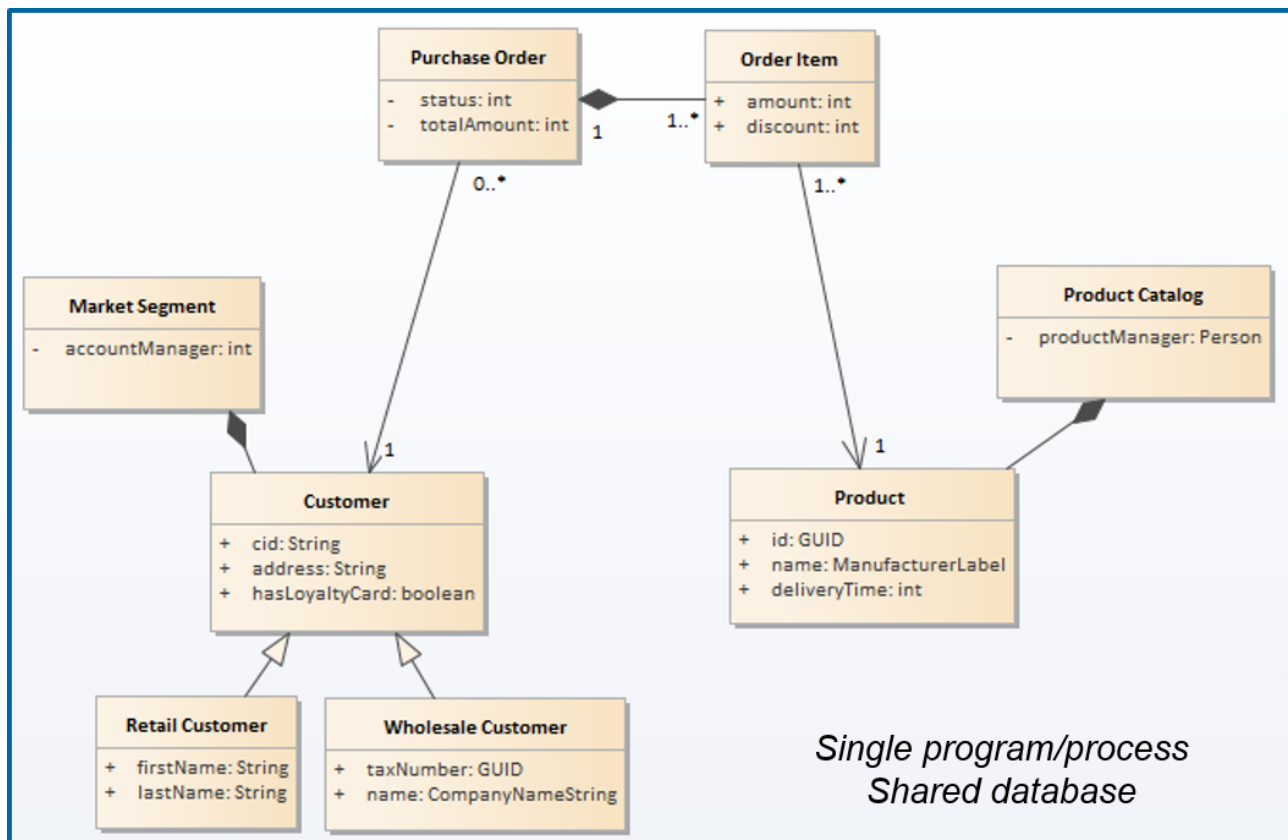 Purchase Order
- status: int
- totalAmount: int
Order Item
+ amount: int
+ discount: int
1
1..*
0..*
1..*
Market Segment
- accountManager: int
Product Catalog
- productManager: Person
1
1
Customer
+ cid: String
+ address: String
+ hasLoyaltyCard: boolean
Product
+ id: GUID
+ name: ManufacturerLabel
+ deliveryTime: int
Retail Customer
+ firstName: String
+ lastName: String
Wholesale Customer
+ taxNumber: GUID
+ name: CompanyNameString
Single program/process
Shared database